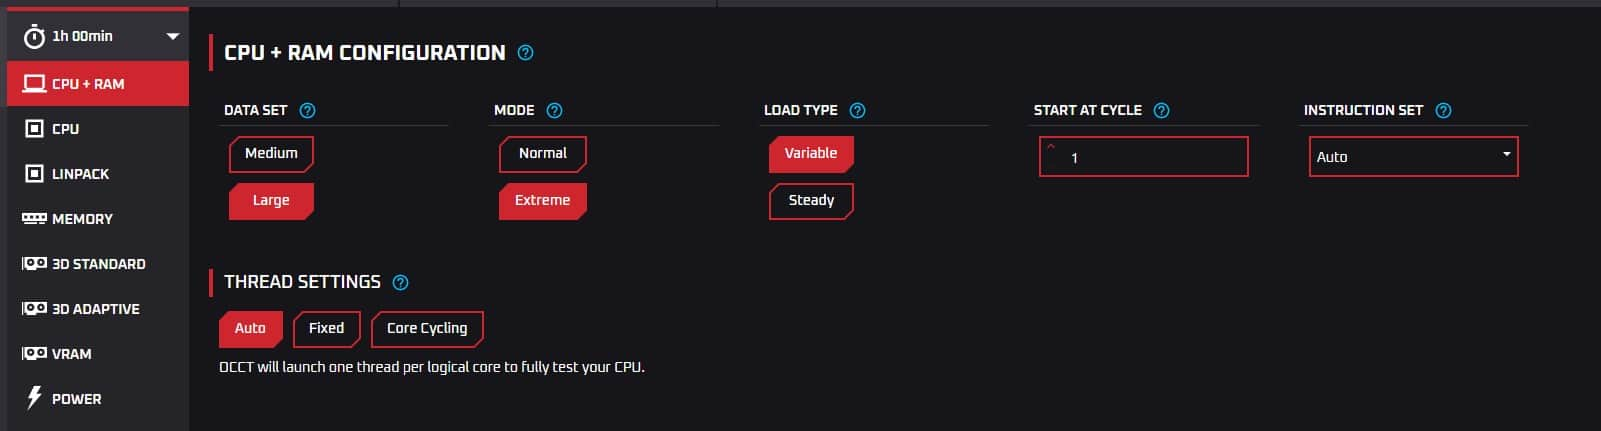 1h 00min
CPU + RAM
CPU
LINPACK
MEMORY
3D STANDARD
3D ADAPTIVE
VRAM
POWER
CPU + RAM CONFIGURATION ?
DATA SET ? MODE ? LOAD TYPE ? START AT CYCLE ? INSTRUCTION SET ?
Medium Normal Variable 1 Auto
Large Extreme Steady
THREAD SETTINGS ?
Auto Fixed Core Cycling
OCCT will launch one thread per logical core to fully test your CPU.